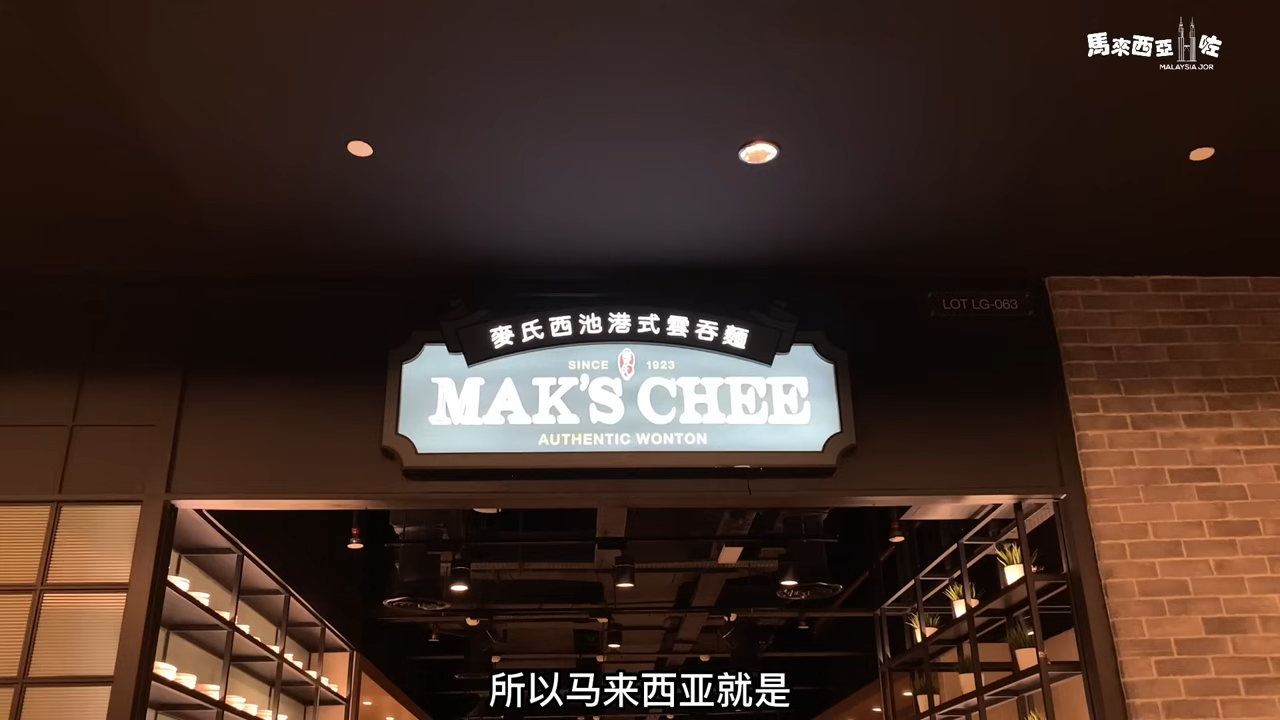 馬來西亞咗
MALAYSIA JOR
LOT LG-063
麥氏西池港式雲吞麵
SINCE 1923
MAK'S CHEE
AUTHENTIC WONTON
所以马来西亚就是